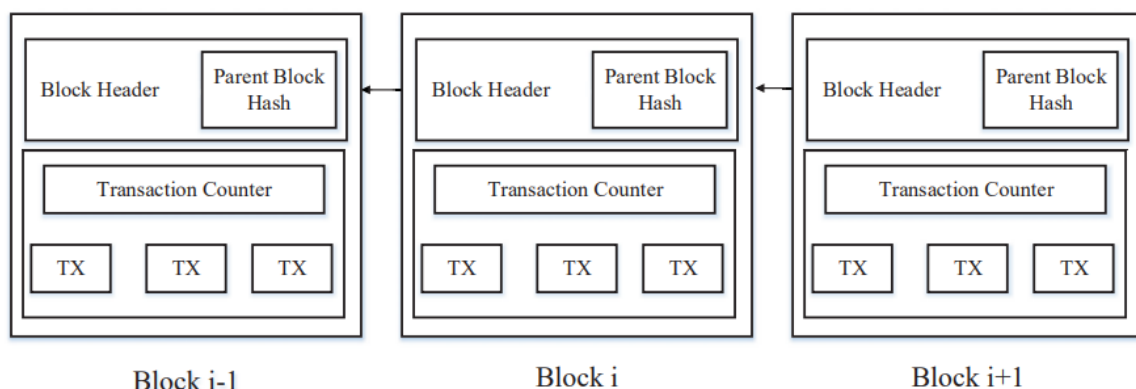 Block Header
Parent Block
Hash
Block Header
Parent Block
Hash
Block Header
Parent Block
Hash
Transaction Counter
Transaction Counter
Transaction Counter
TX TX TX
TX TX TX
TX TX TX
Block i-1
Block i
Block i+1